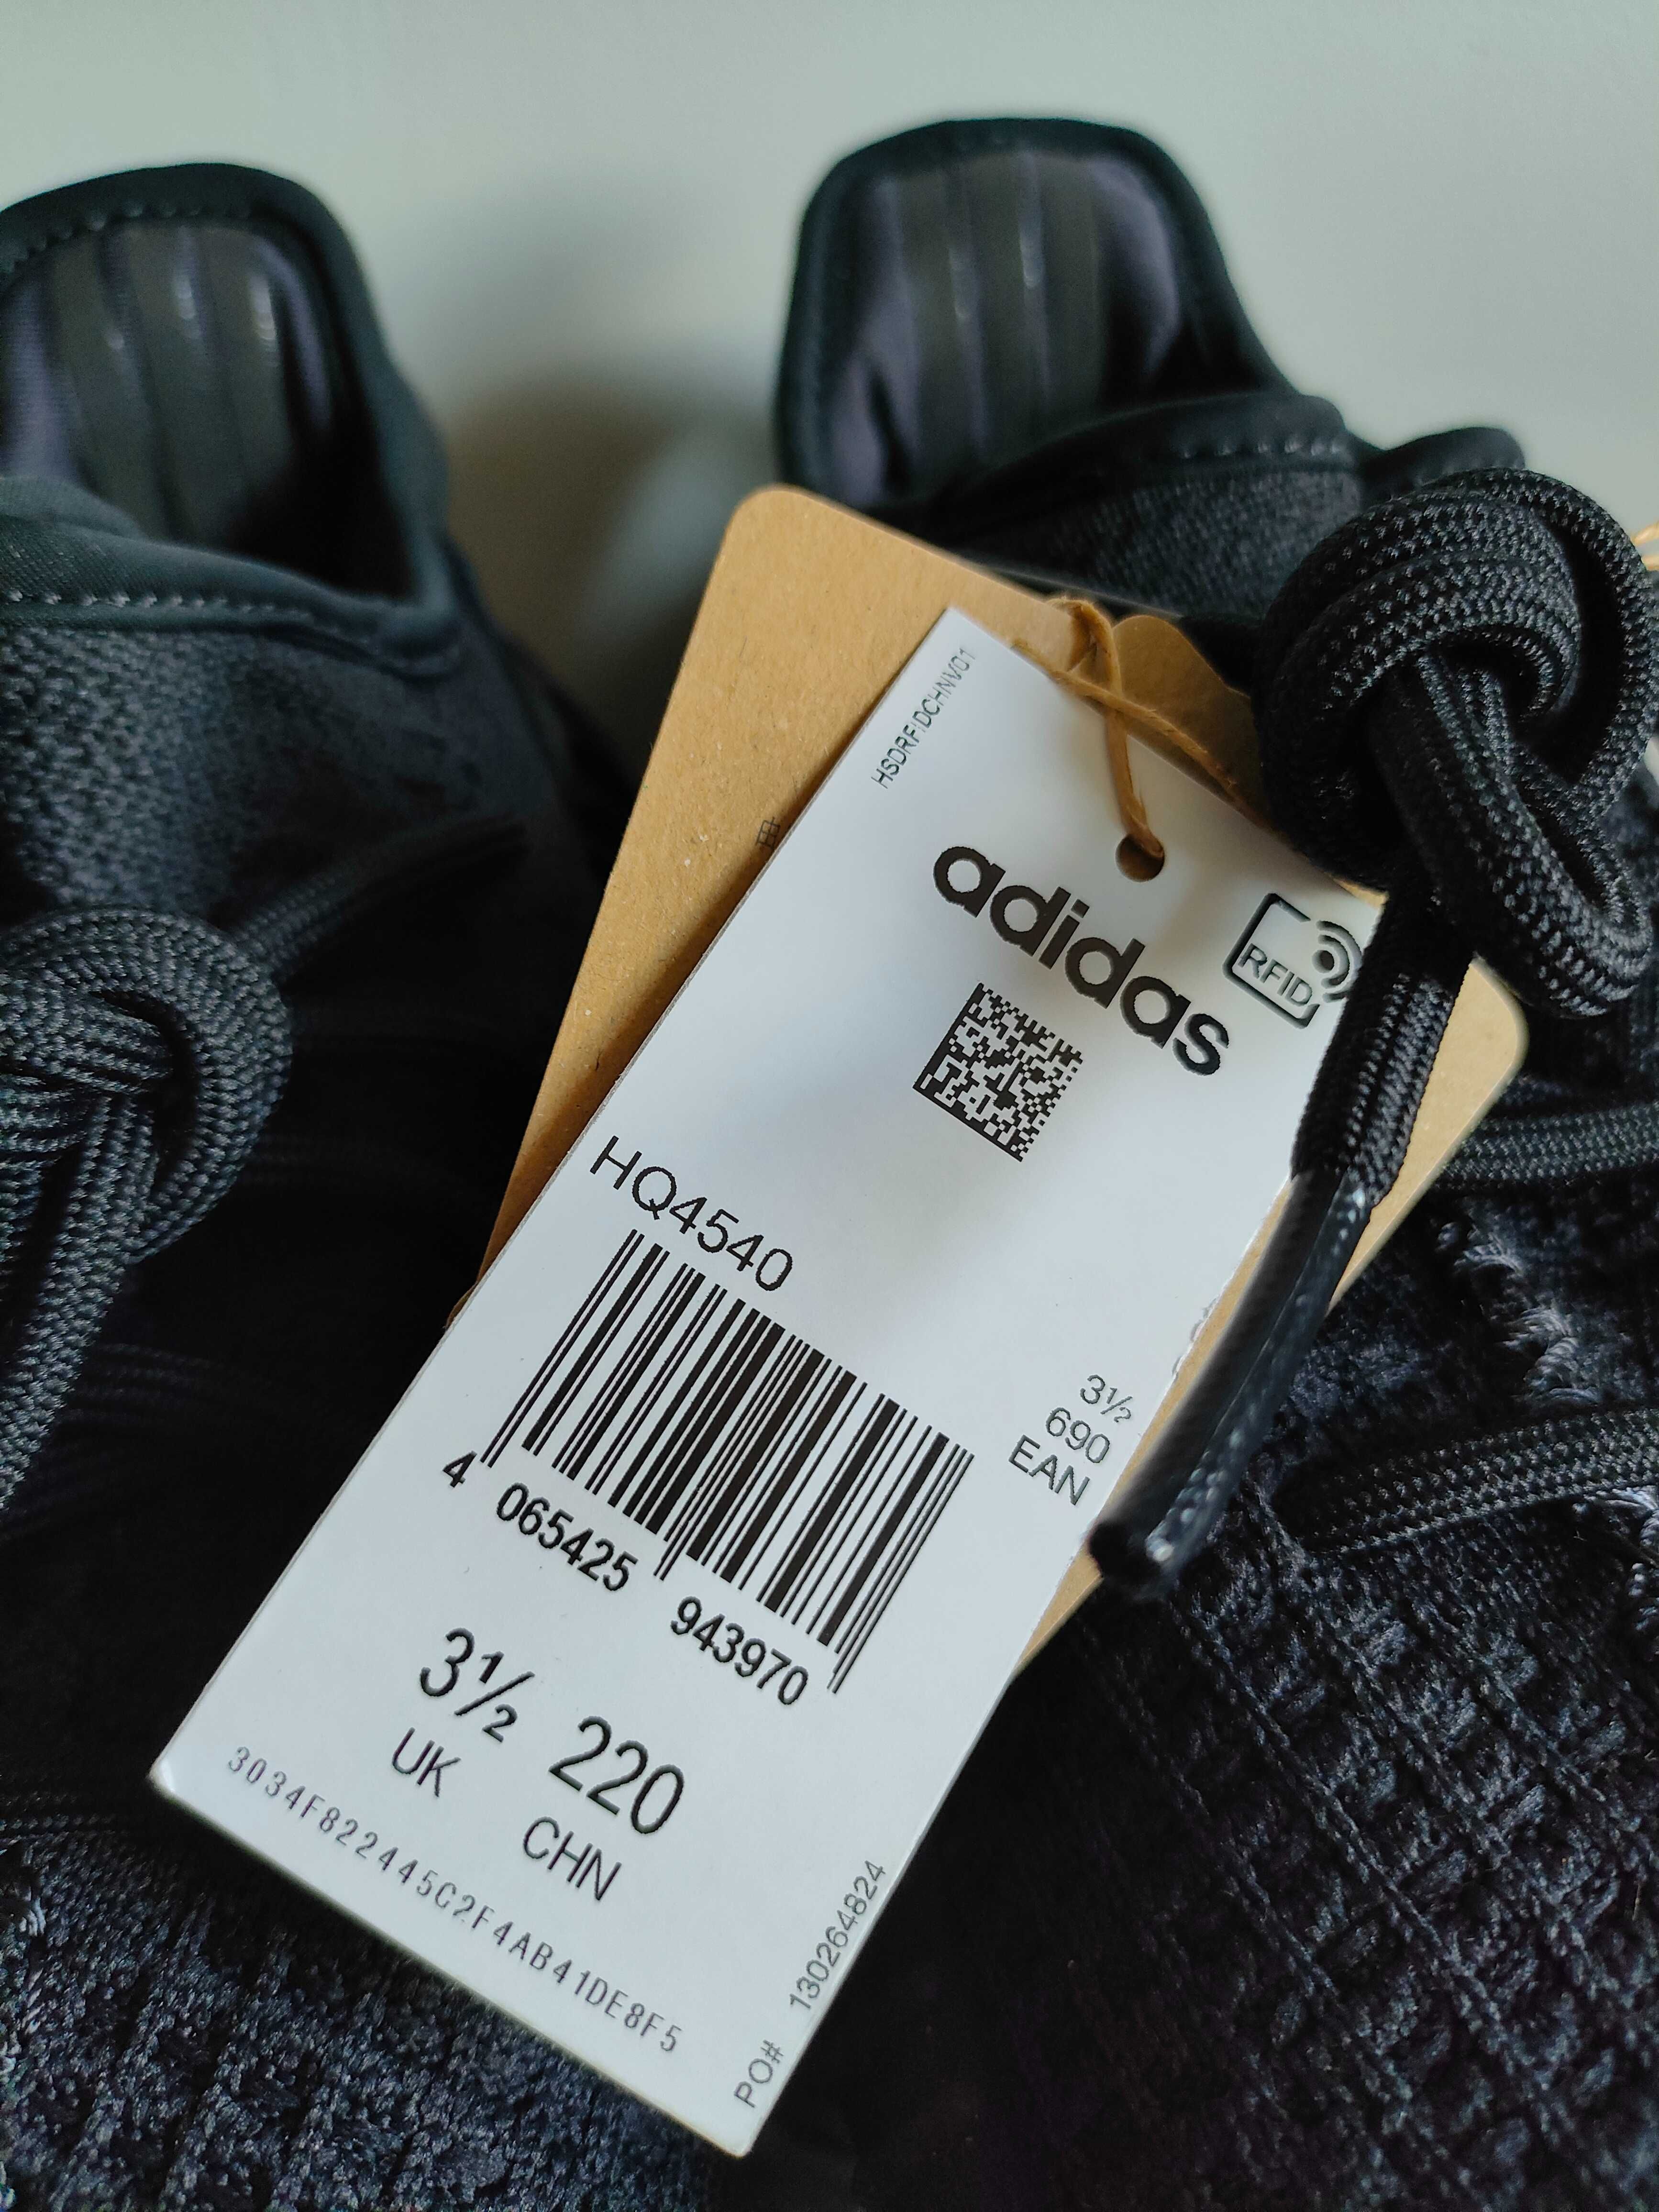 HSDRFIDCHNV01
adidas
RFID
HQ4540
3½
690
EAN
4 065425 943970
3½ 220
UK CHN
3034F822445C2F4AB41DE8F5
PO# 130264824